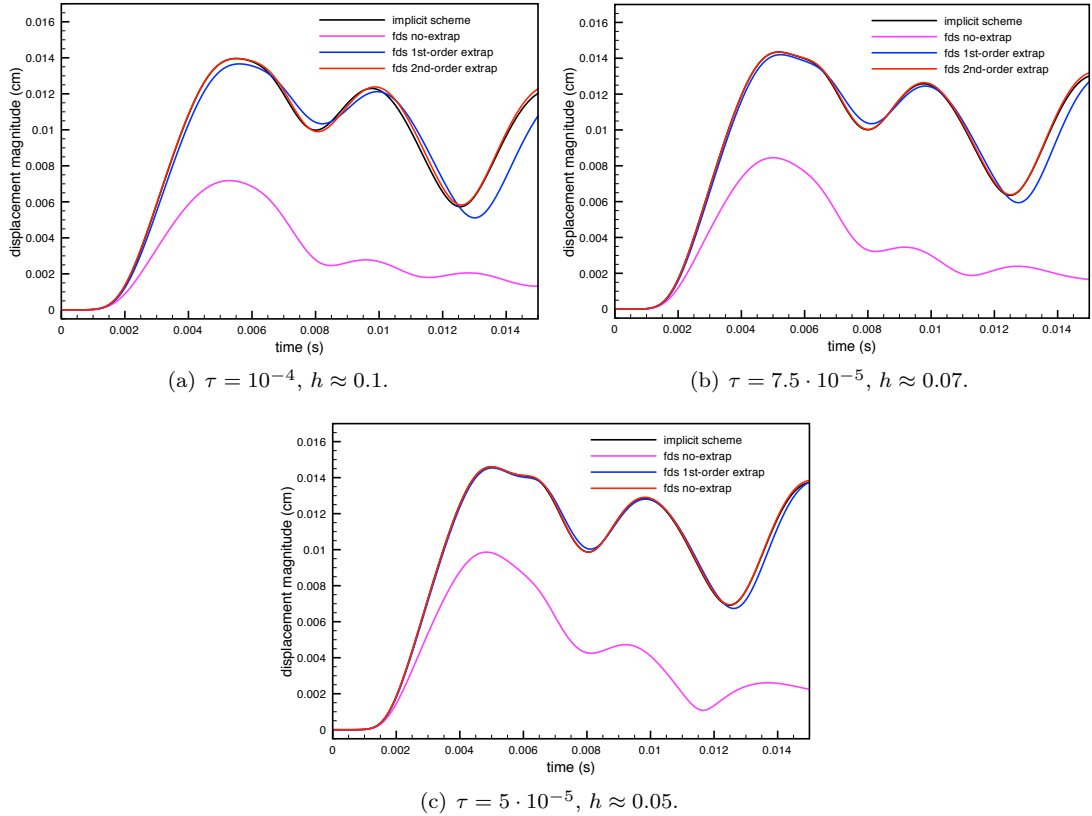 implicit scheme
fds no-extrap
fds 1st-order extrap
fds 2nd-order extrap
displacement magnitude (cm)
0.016
0.014
0.012
0.01
0.008
0.006
0.004
0.002
0
0 0.002 0.004 0.006 0.008 0.01 0.012 0.014
time (s)
(a) τ = 10⁻⁴, h ≈ 0.1.
implicit scheme
fds no-extrap
fds 1st-order extrap
fds 2nd-order extrap
displacement magnitude (cm)
0.016
0.014
0.012
0.01
0.008
0.006
0.004
0.002
0
0 0.002 0.004 0.006 0.008 0.01 0.012 0.014
time (s)
(b) τ = 7.5 · 10⁻⁵, h ≈ 0.07.
implicit scheme
fds no-extrap
fds 1st-order extrap
fds no-extrap
displacement magnitude (cm)
0.016
0.014
0.012
0.01
0.008
0.006
0.004
0.002
0
0 0.002 0.004 0.006 0.008 0.01 0.012 0.014
time (s)
(c) τ = 5 · 10⁻⁵, h ≈ 0.05.